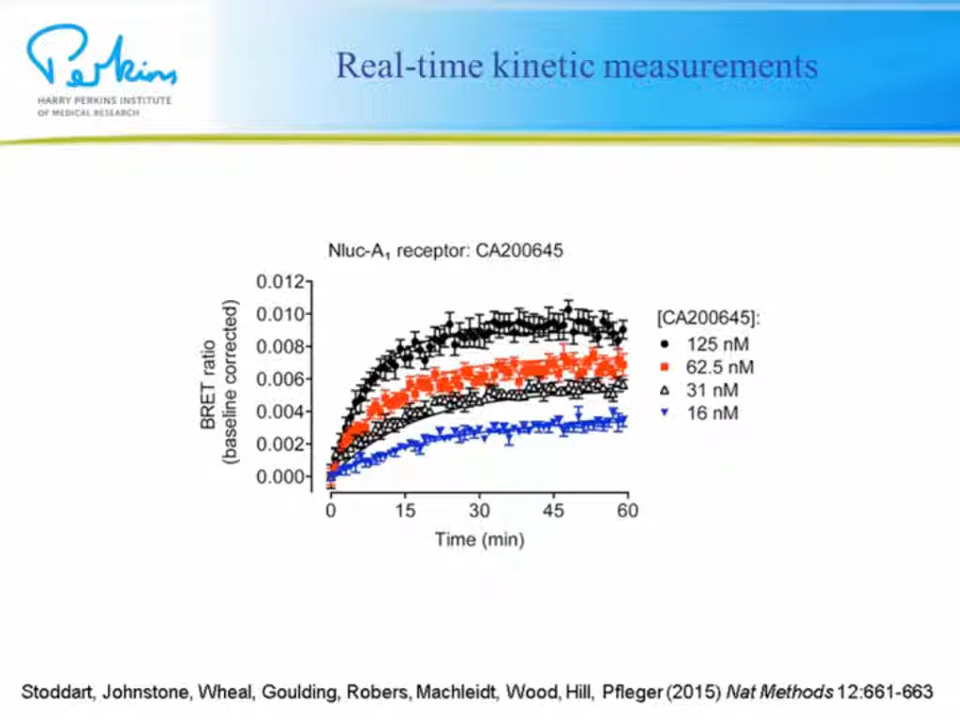 Perkins
HARRY PERKINS INSTITUTE
OF MEDICAL RESEARCH
Real-time kinetic measurements
Nluc-A₁ receptor: CA200645
BRET ratio
(baseline corrected)
0.012
0.010
0.008
0.006
0.004
0.002
0.000
0 15 30 45 60
Time (min)
[CA200645]:
125 nM
62.5 nM
31 nM
16 nM
Stoddart, Johnstone, Wheal, Goulding, Robers, Machleidt, Wood, Hill, Pfleger (2015) Nat Methods 12:661-663